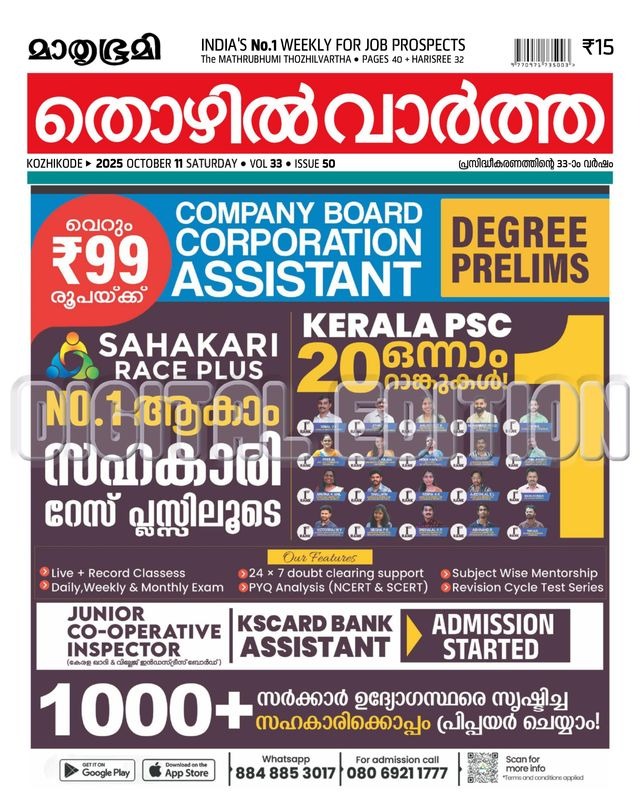 മാതൃഭൂമി
INDIA'S No.1 WEEKLY FOR JOB PROSPECTS
The MATHRUBHUMI THOZHILVARTHA • PAGES 40 + HARISREE 32
9 770971 735003 >
₹15
തൊഴിൽ വാർത്ത
KOZHIKODE ▶ 2025 OCTOBER 11 SATURDAY • VOL 33 • ISSUE 50
പ്രസിദ്ധീകരണത്തിന്റെ 33-ാം വർഷം
വെറും
₹99
രൂപയ്ക്ക്
COMPANY BOARD
CORPORATION
ASSISTANT
DEGREE
PRELIMS
SAHAKARI
RACE PLUS
NO.1 ആകാം
സഹകാരി
റേസ് പ്ലസ്സിലൂടെ
KERALA PSC
20 ഒന്നാം
റാങ്കുകൾ!
1
DIGITAL EDITION
Our Features
Live + Record Classess
24 × 7 doubt clearing support
Subject Wise Mentorship
Daily,Weekly & Monthly Exam
PYQ Analysis (NCERT & SCERT)
Revision Cycle Test Series
JUNIOR
CO-OPERATIVE
INSPECTOR
(കേരള ഖാദി & വില്ലേജ് ഇൻഡസ്ട്രീസ് ബോർഡ്)
KSCARD BANK
ASSISTANT
ADMISSION
STARTED
1000+ സർക്കാർ ഉദ്യോഗസ്ഥരെ സൃഷ്ടിച്ച
സഹകാരിക്കൊപ്പം പ്രിപ്പയർ ചെയ്യാം!
GET IT ON
Google Play
Download on the
App Store
Whatsapp
884 885 3017
For admission call
080 6921 1777
Scan for
more info
*Terms and conditions applied